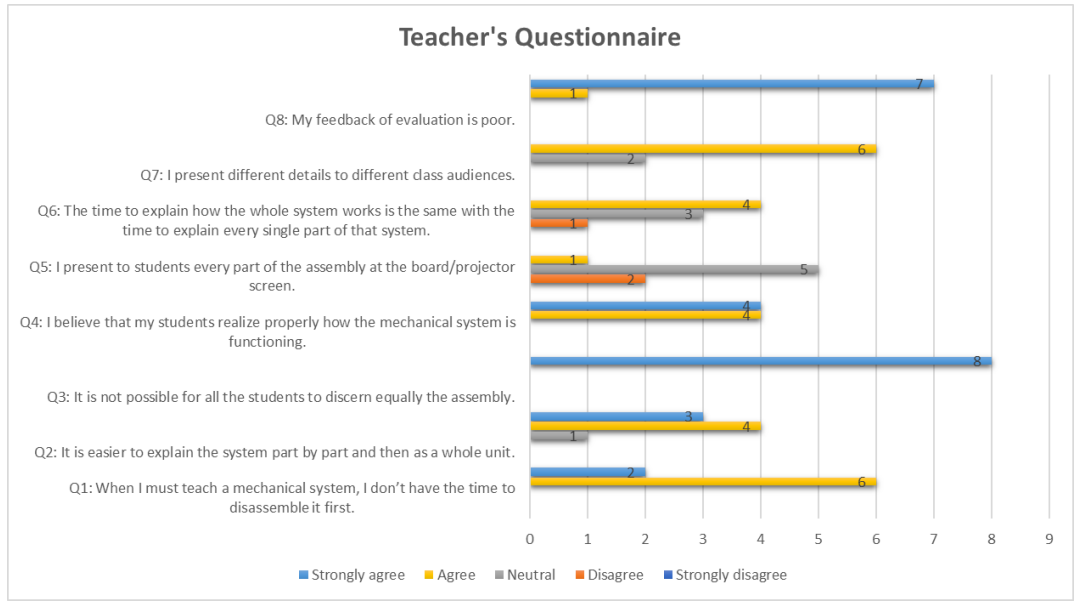 Teacher's Questionnaire
7
1
Q8: My feedback of evaluation is poor.
6
2
Q7: I present different details to different class audiences.
4
Q6: The time to explain how the whole system works is the same with the
3
time to explain every single part of that system.
1
1
Q5: I present to students every part of the assembly at the board/projector
5
screen.
2
4
4
Q4: I believe that my students realize properly how the mechanical system is
functioning.
8
Q3: It is not possible for all the students to discern equally the assembly.
3
4
1
Q2: It is easier to explain the system part by part and then as a whole unit.
2
6
Q1: When I must teach a mechanical system, I don’t have the time to
disassemble it first.
0 1 2 3 4 5 6 7 8 9
Strongly agree Agree Neutral Disagree Strongly disagree